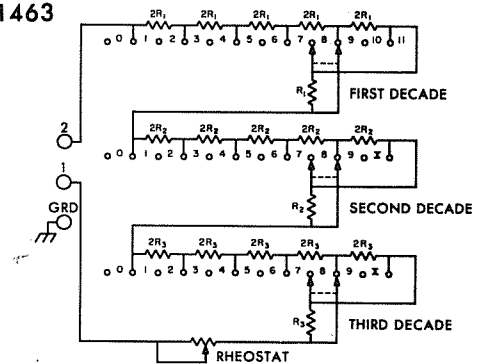 1463
2R₁ 2R₁ 2R₁ 2R₁ 2R₁
0 1 2 3 4 5 6 7 8 9 10 11
R₁ FIRST DECADE
2
2R₂ 2R₂ 2R₂ 2R₂ 2R₂
0 1 2 3 4 5 6 7 8 9 X
1
R₂ SECOND DECADE
GRD
2R₃ 2R₃ 2R₃ 2R₃ 2R₃
0 1 2 3 4 5 6 7 8 9 X
R₃ THIRD DECADE
RHEOSTAT